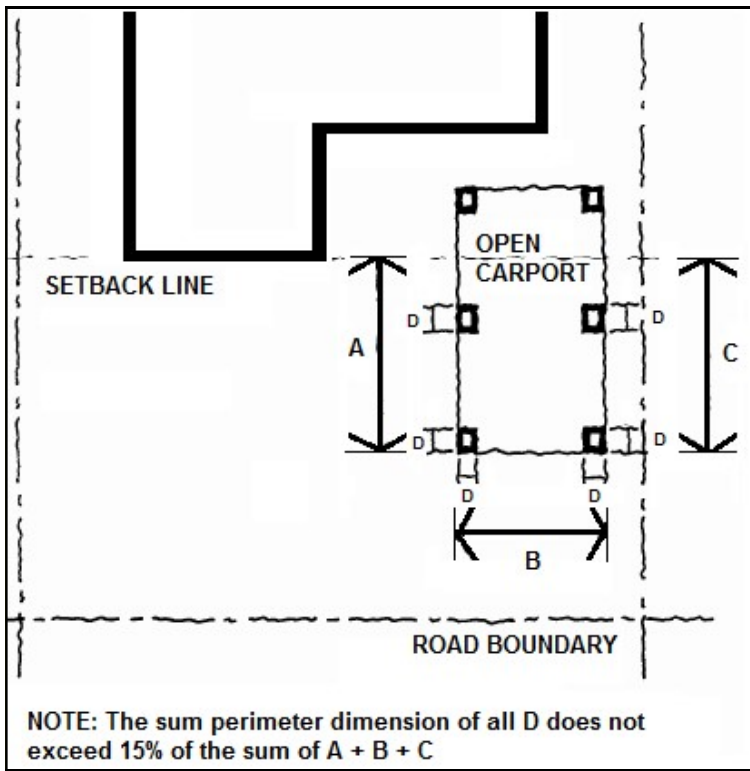 OPEN
CARPORT
SETBACK LINE
D
D
A
C
D
D
D
D
B
ROAD BOUNDARY
NOTE: The sum perimeter dimension of all D does not
exceed 15% of the sum of A + B + C